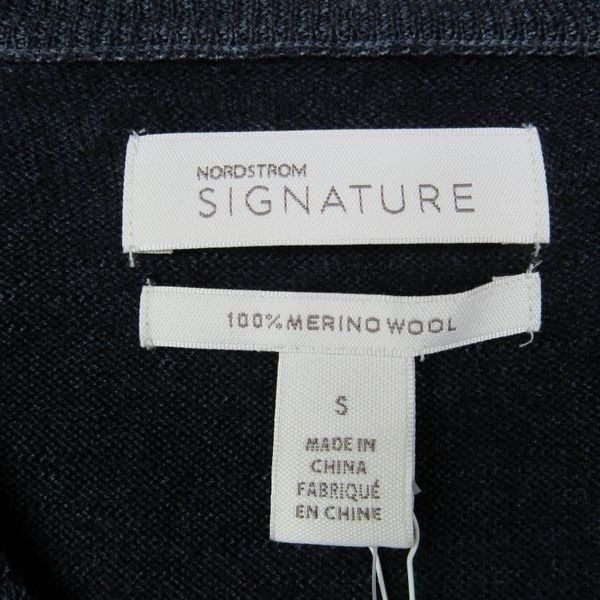 NORDSTROM
SIGNATURE
100% MERINO WOOL
S
MADE IN
CHINA
FABRIQUÉ
EN CHINE